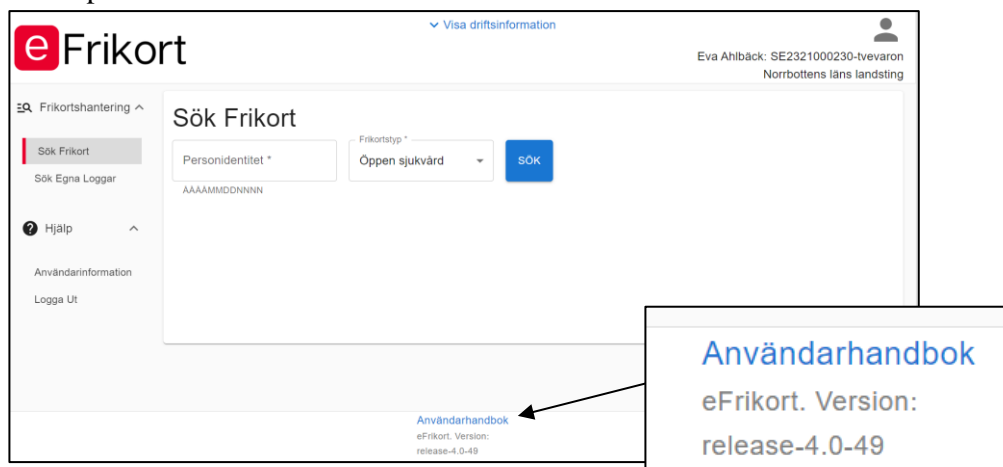 eFrikort
Visa driftsinformation
Eva Ahlbäck: SE2321000230-tvevaron
Norrbottens läns landsting
Frikortshantering
Sök Frikort
Sök Egna Loggar
Hjälp
Användarinformation
Logga Ut
Sök Frikort
Personidentitet *
ÅÅÅÅMMDDNNNN
Frikortstyp *
Öppen sjukvård
SÖK
Användarhandbok
eFrikort. Version:
release-4.0-49
Användarhandbok
eFrikort. Version:
release-4.0-49